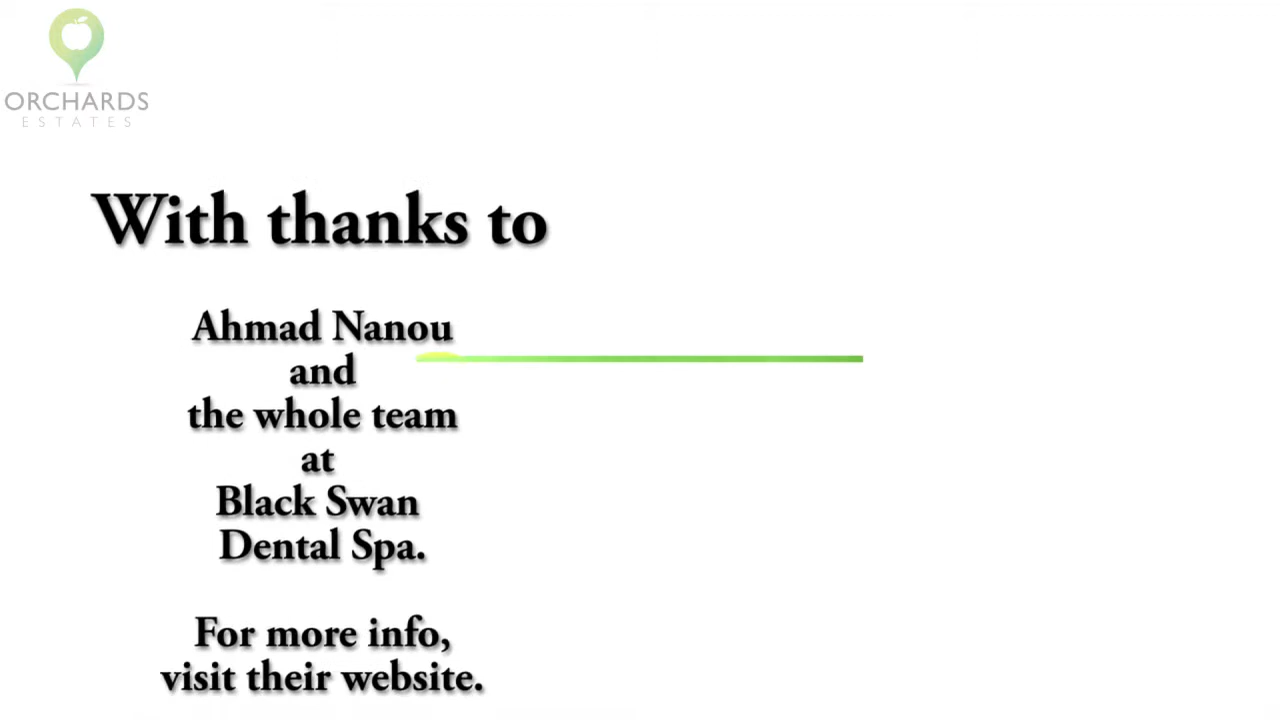 ORCHARDS
ESTATES
With thanks to
Ahmad Nanou
and
the whole team
at
Black Swan
Dental Spa.
For more info,
visit their website.